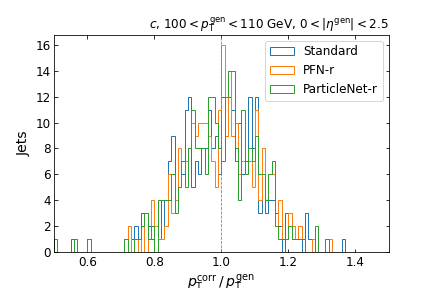 c, 100 < p_T^gen < 110 GeV, 0 < |η^gen| < 2.5
16
14
12
10
8
6
4
2
0
Jets
Standard
PFN-r
ParticleNet-r
0.6 0.8 1.0 1.2 1.4
p_T^corr / p_T^gen